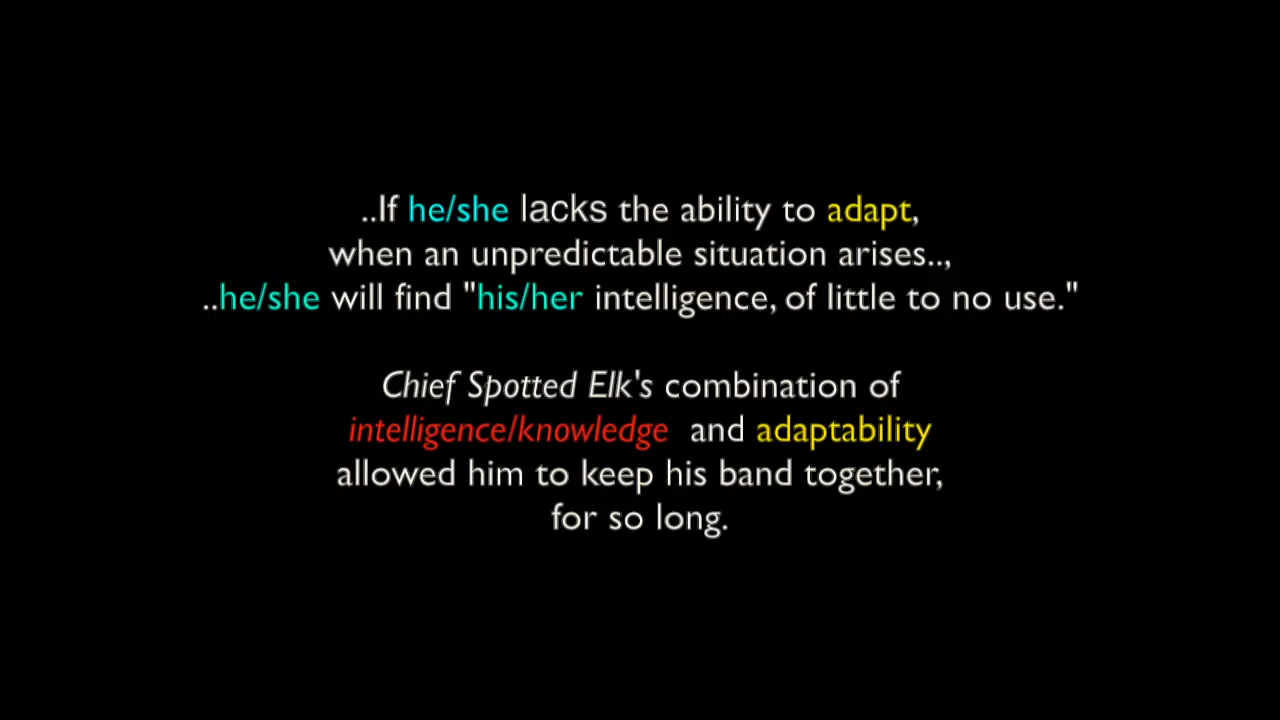 ..If he/she lacks the ability to adapt,
when an unpredictable situation arises..,
..he/she will find "his/her intelligence, of little to no use."
Chief Spotted Elk's combination of
intelligence/knowledge and adaptability
allowed him to keep his band together,
for so long.